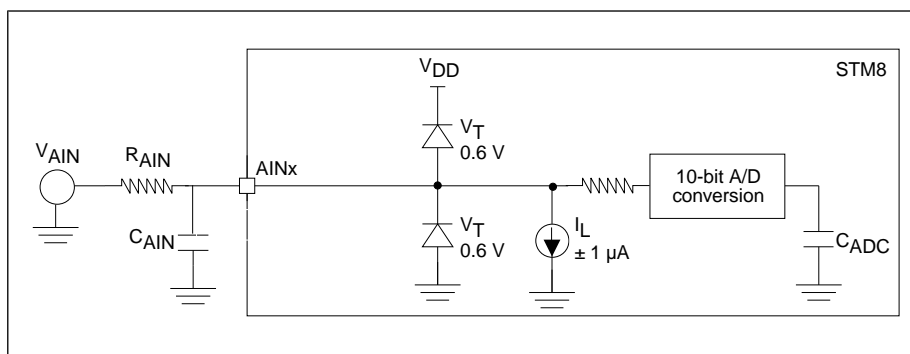 STM8
VDD
VT
0.6 V
VAIN
RAIN
AINx
10-bit A/D
conversion
VT
0.6 V
IL
± 1 µA
CAIN
CADC